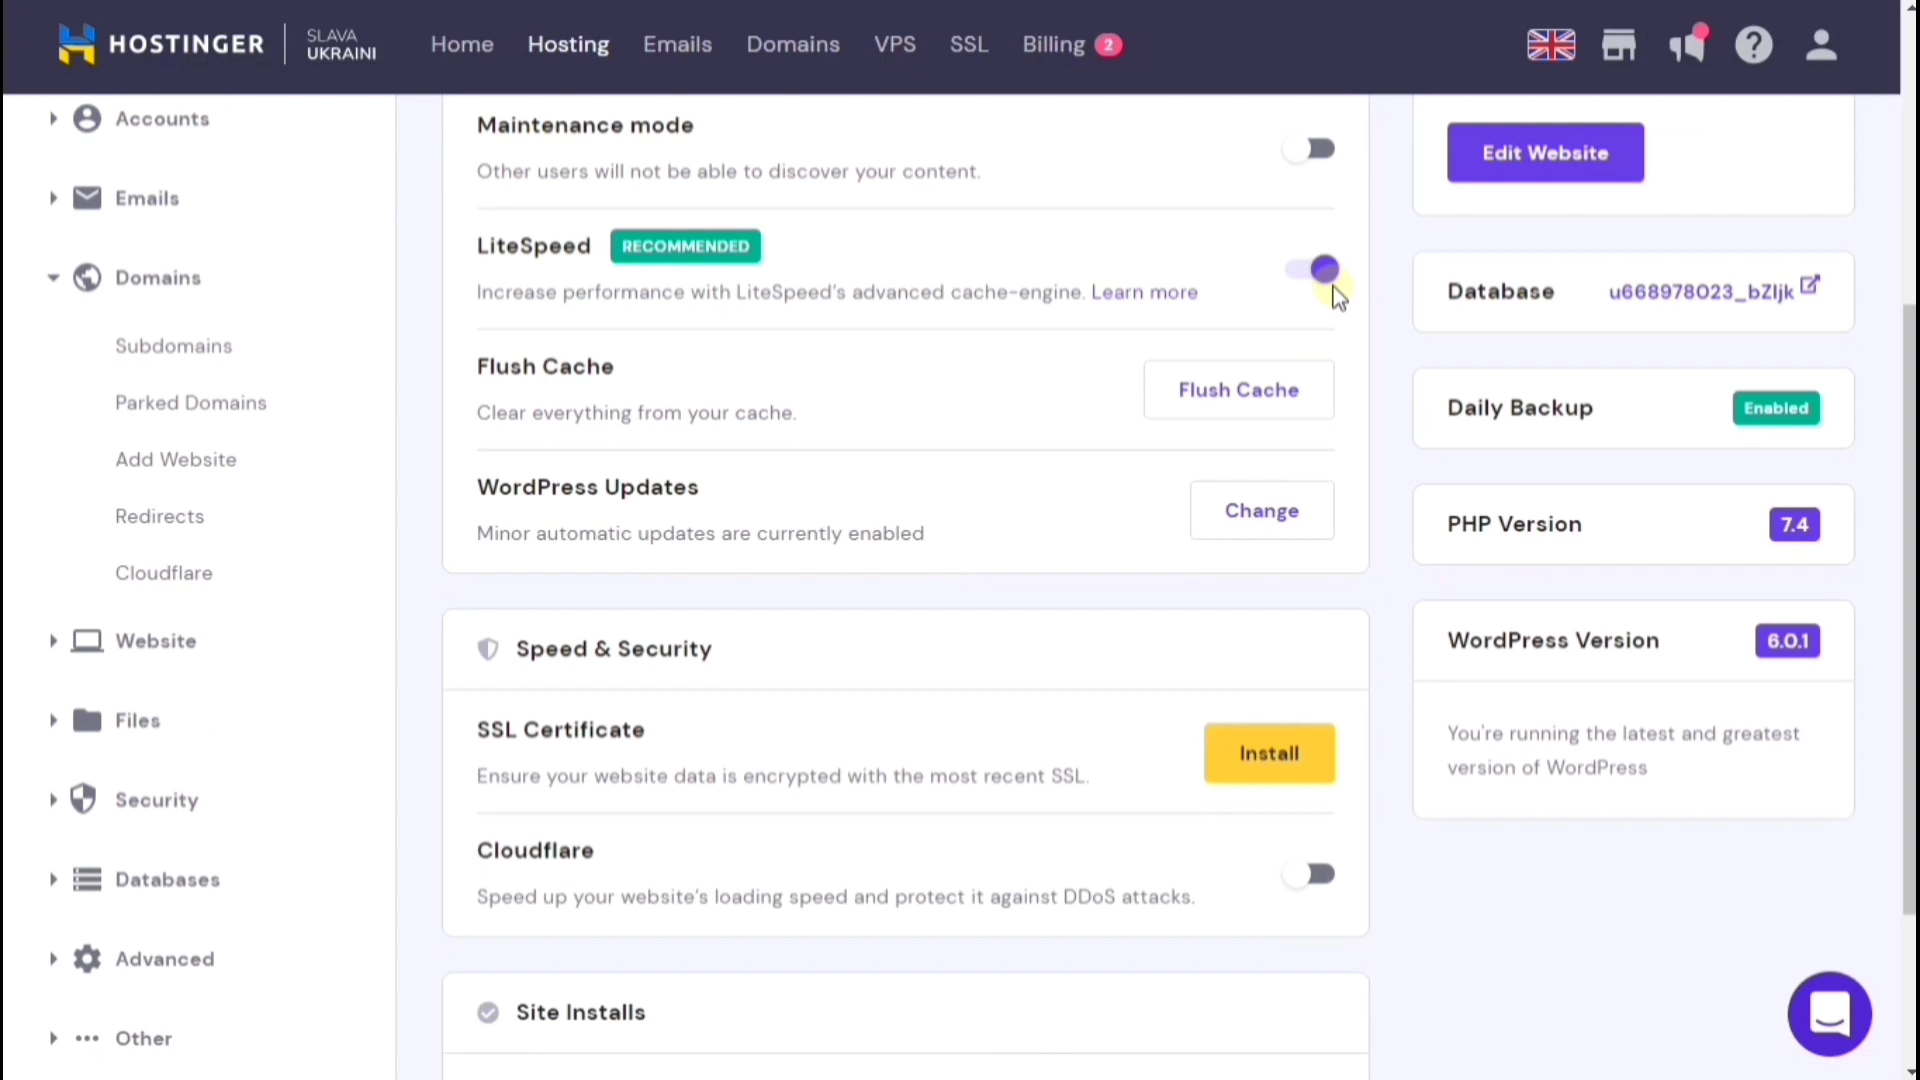 HOSTINGER
SLAVA
UKRAINI
Home
Hosting
Emails
Domains
VPS
SSL
Billing
2
Accounts
Emails
Domains
Subdomains
Parked Domains
Add Website
Redirects
Cloudflare
Website
Files
Security
Databases
Advanced
Other
Maintenance mode
Other users will not be able to discover your content.
LiteSpeed
RECOMMENDED
Increase performance with LiteSpeed's advanced cache-engine. Learn more
Flush Cache
Clear everything from your cache.
Flush Cache
WordPress Updates
Minor automatic updates are currently enabled
Change
Speed & Security
SSL Certificate
Ensure your website data is encrypted with the most recent SSL.
Install
Cloudflare
Speed up your website's loading speed and protect it against DDoS attacks.
Site Installs
Edit Website
Database
u668978023_bZIjk
Daily Backup
Enabled
PHP Version
7.4
WordPress Version
6.0.1
You're running the latest and greatest
version of WordPress